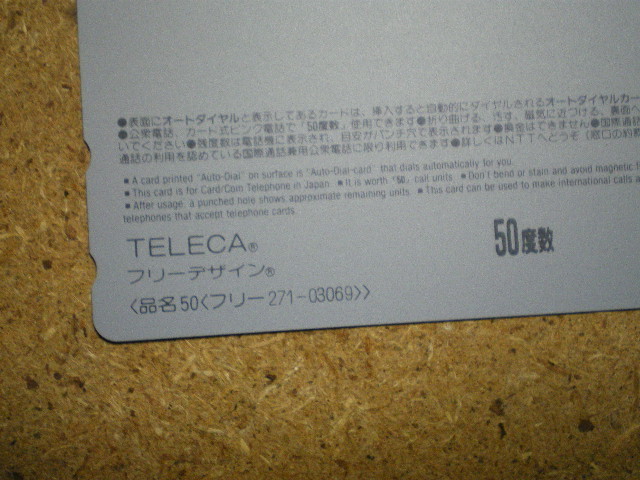 ●表面にオートダイヤルと表示してあるカードは、挿入すると自動的にダイヤルされるオートダイヤルカー
●公衆電話、カード式ピンク電話で「50度数」使用できます●折り曲げる、汚す、磁気に近づける、裏面へ
いでください●残度数は電話機に表示され、目安がパンチ穴で表示されます●換金はできません●国際通話
通話の利用を認めている国際通話兼用公衆電話に限り利用できます●詳しくはNTTへどうぞ
■ A card printed "Auto-Dial" on surface is "Auto-Dial-card" that dials automatically for you.
■ This card is for Card/Coin Telephone in Japan. ■ It is worth "50" call units. ■ Don't bend or stain and avoid magnetic f
■ After usage, a punched hole shows approximate remaining units. ■ This card can be used to make international calls a
telephones that accept telephone cards.
TELECA®
フリーデザイン®
50度数
〈品名50〈フリー271-03069〉〉